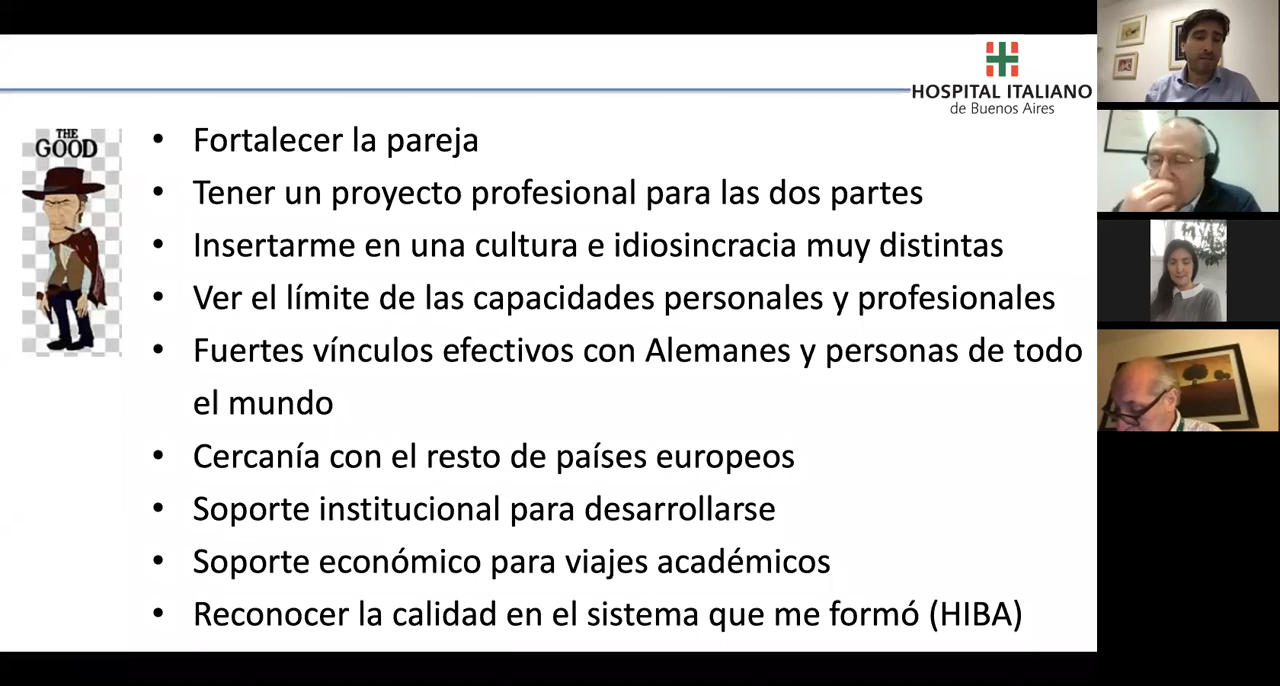 HOSPITAL ITALIANO
de Buenos Aires
THE
GOOD
• Fortalecer la pareja
• Tener un proyecto profesional para las dos partes
• Insertarme en una cultura e idiosincracia muy distintas
• Ver el límite de las capacidades personales y profesionales
• Fuertes vínculos efectivos con Alemanes y personas de todo
el mundo
• Cercanía con el resto de países europeos
• Soporte institucional para desarrollarse
• Soporte económico para viajes académicos
• Reconocer la calidad en el sistema que me formó (HIBA)